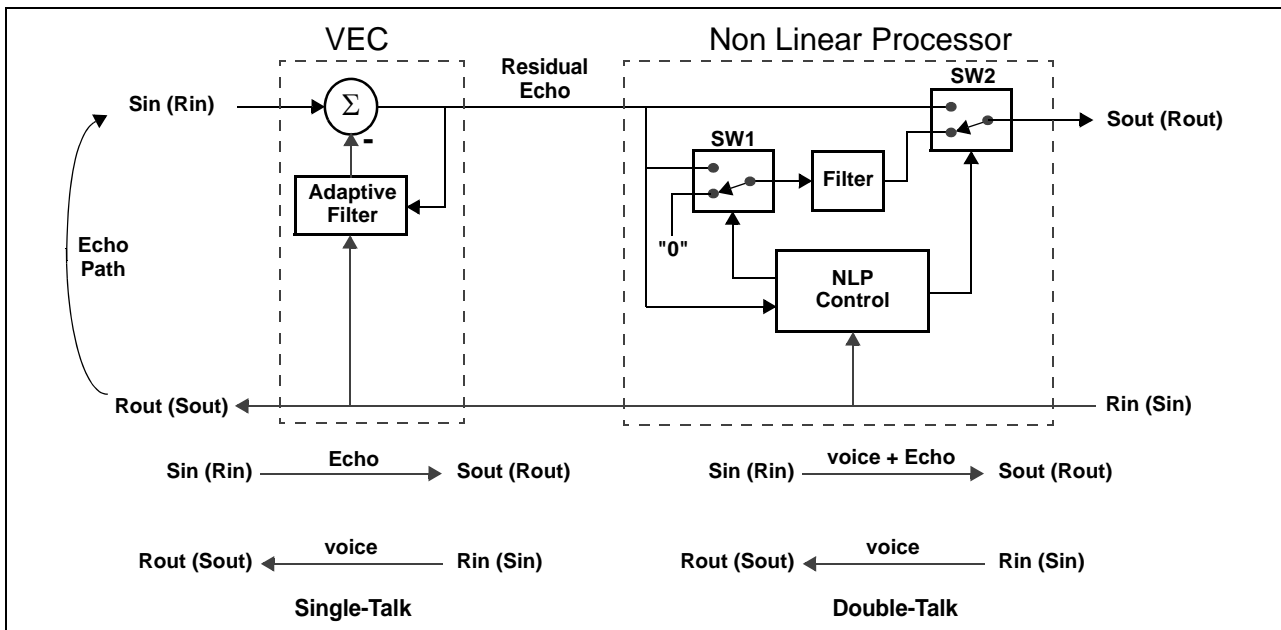 VEC
Non Linear Processor
Residual
Echo
SW2
Sin (Rin)
Σ
Sout (Rout)
-
SW1
Adaptive
Filter
Filter
"0"
Echo
Path
NLP
Control
Rout (Sout)
Rin (Sin)
Sin (Rin) Echo Sout (Rout)
Sin (Rin) voice + Echo Sout (Rout)
Rout (Sout) voice Rin (Sin)
Rout (Sout) voice Rin (Sin)
Single-Talk
Double-Talk